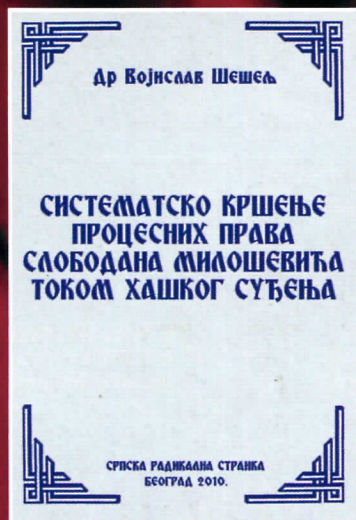 Др Војислав Шешељ
СИСТЕМАТСКО КРШЕЊЕ
ПРОЦЕСНИХ ПРАВА
СЛОБОДАНА МИЛОШЕВИЋА
ТОКОМ ХАШКОГ СУЂЕЊА
СРПСКА РАДИКАЛНА СТРАНКА
БЕОГРАД 2010.